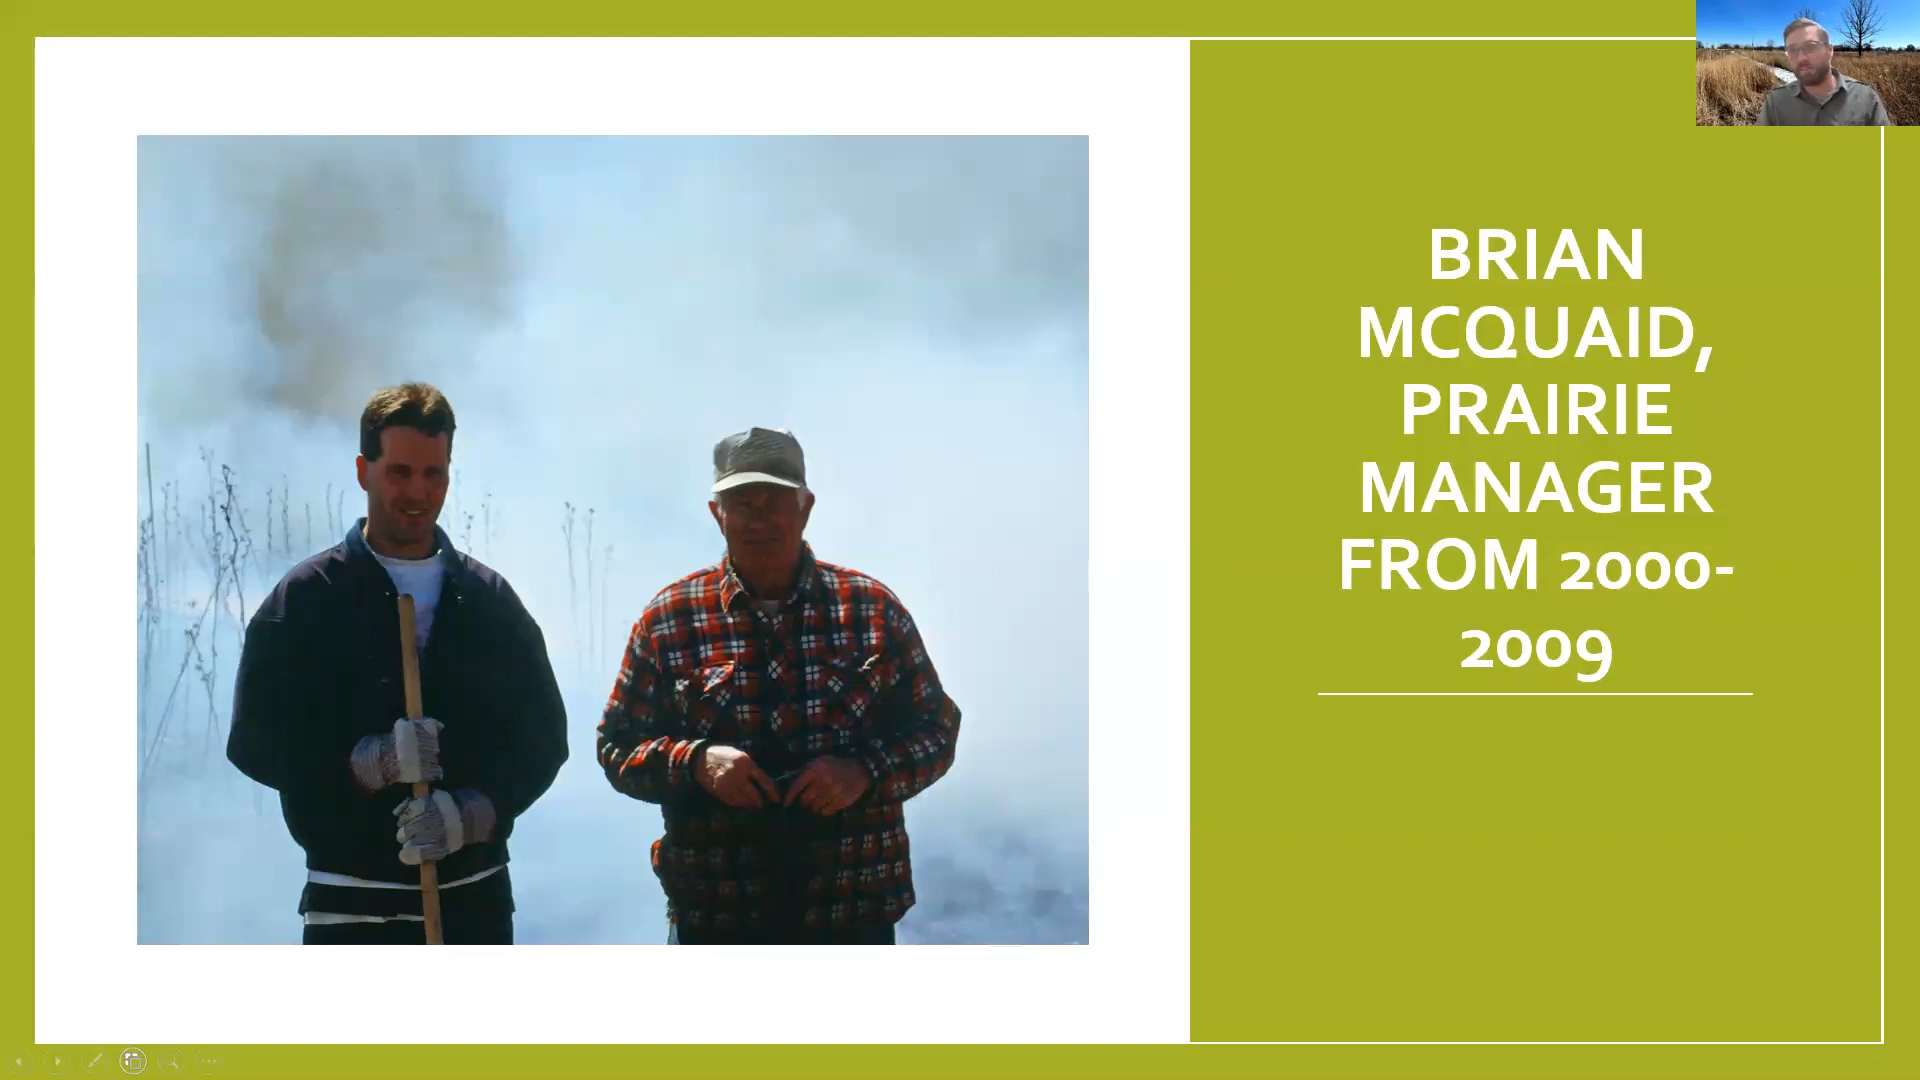 BRIAN
MCQUAID,
PRAIRIE
MANAGER
FROM 2000-
2009